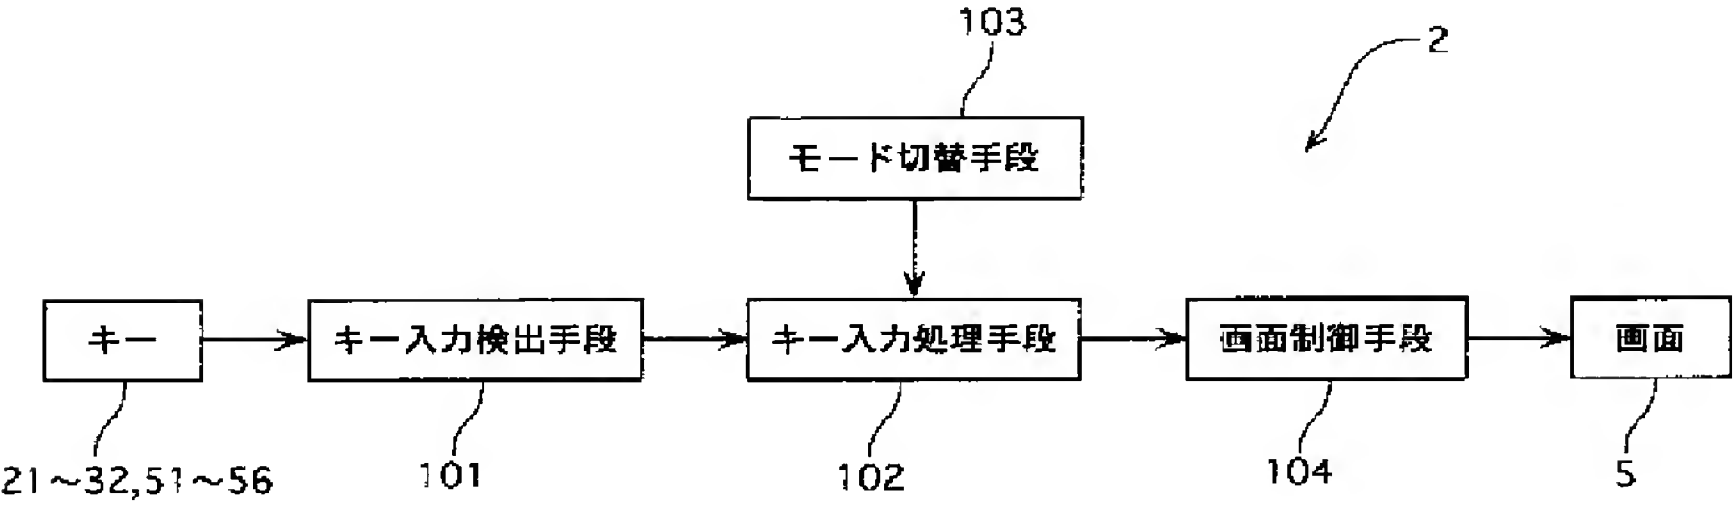 103
2
モード切替手段
キー
キー入力検出手段
キー入力処理手段
画面制御手段
画面
21～32,51～56
101
102
104
5